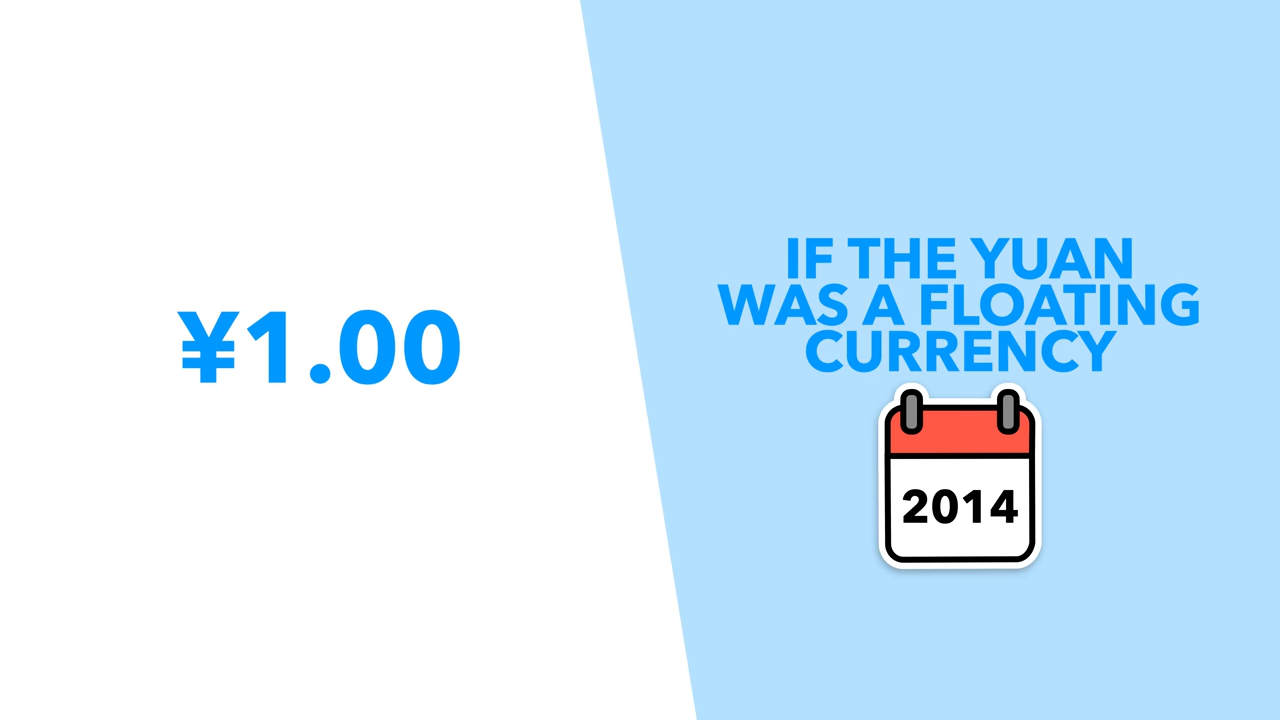 ¥1.00
IF THE YUAN
WAS A FLOATING
CURRENCY
2014